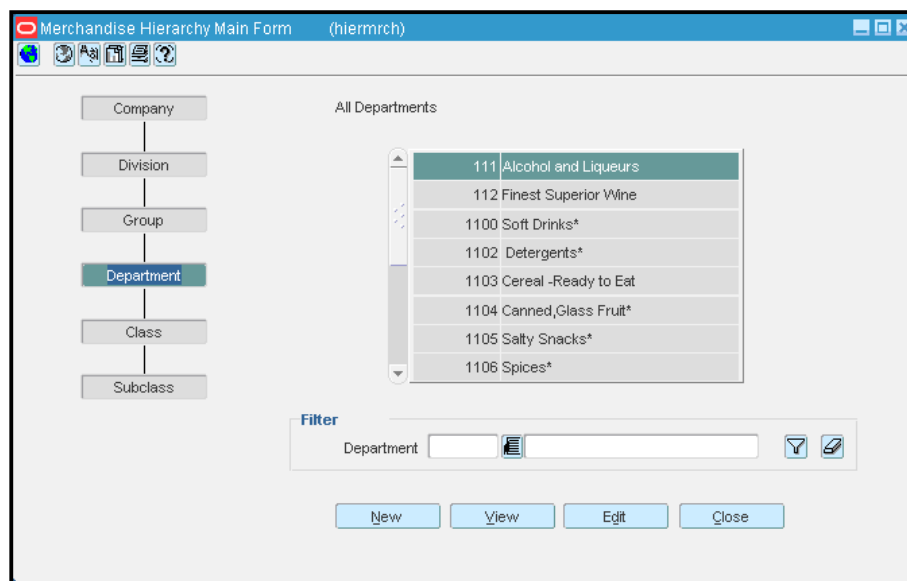 Merchandise Hierarchy Main Form (hiermrch)
Company
Division
Group
Department
Class
Subclass
All Departments
111 Alcohol and Liqueurs
112 Finest Superior Wine
1100 Soft Drinks*
1102 Detergents*
1103 Cereal -Ready to Eat
1104 Canned,Glass Fruit*
1105 Salty Snacks*
1106 Spices*
Filter
Department
New View Edit Close